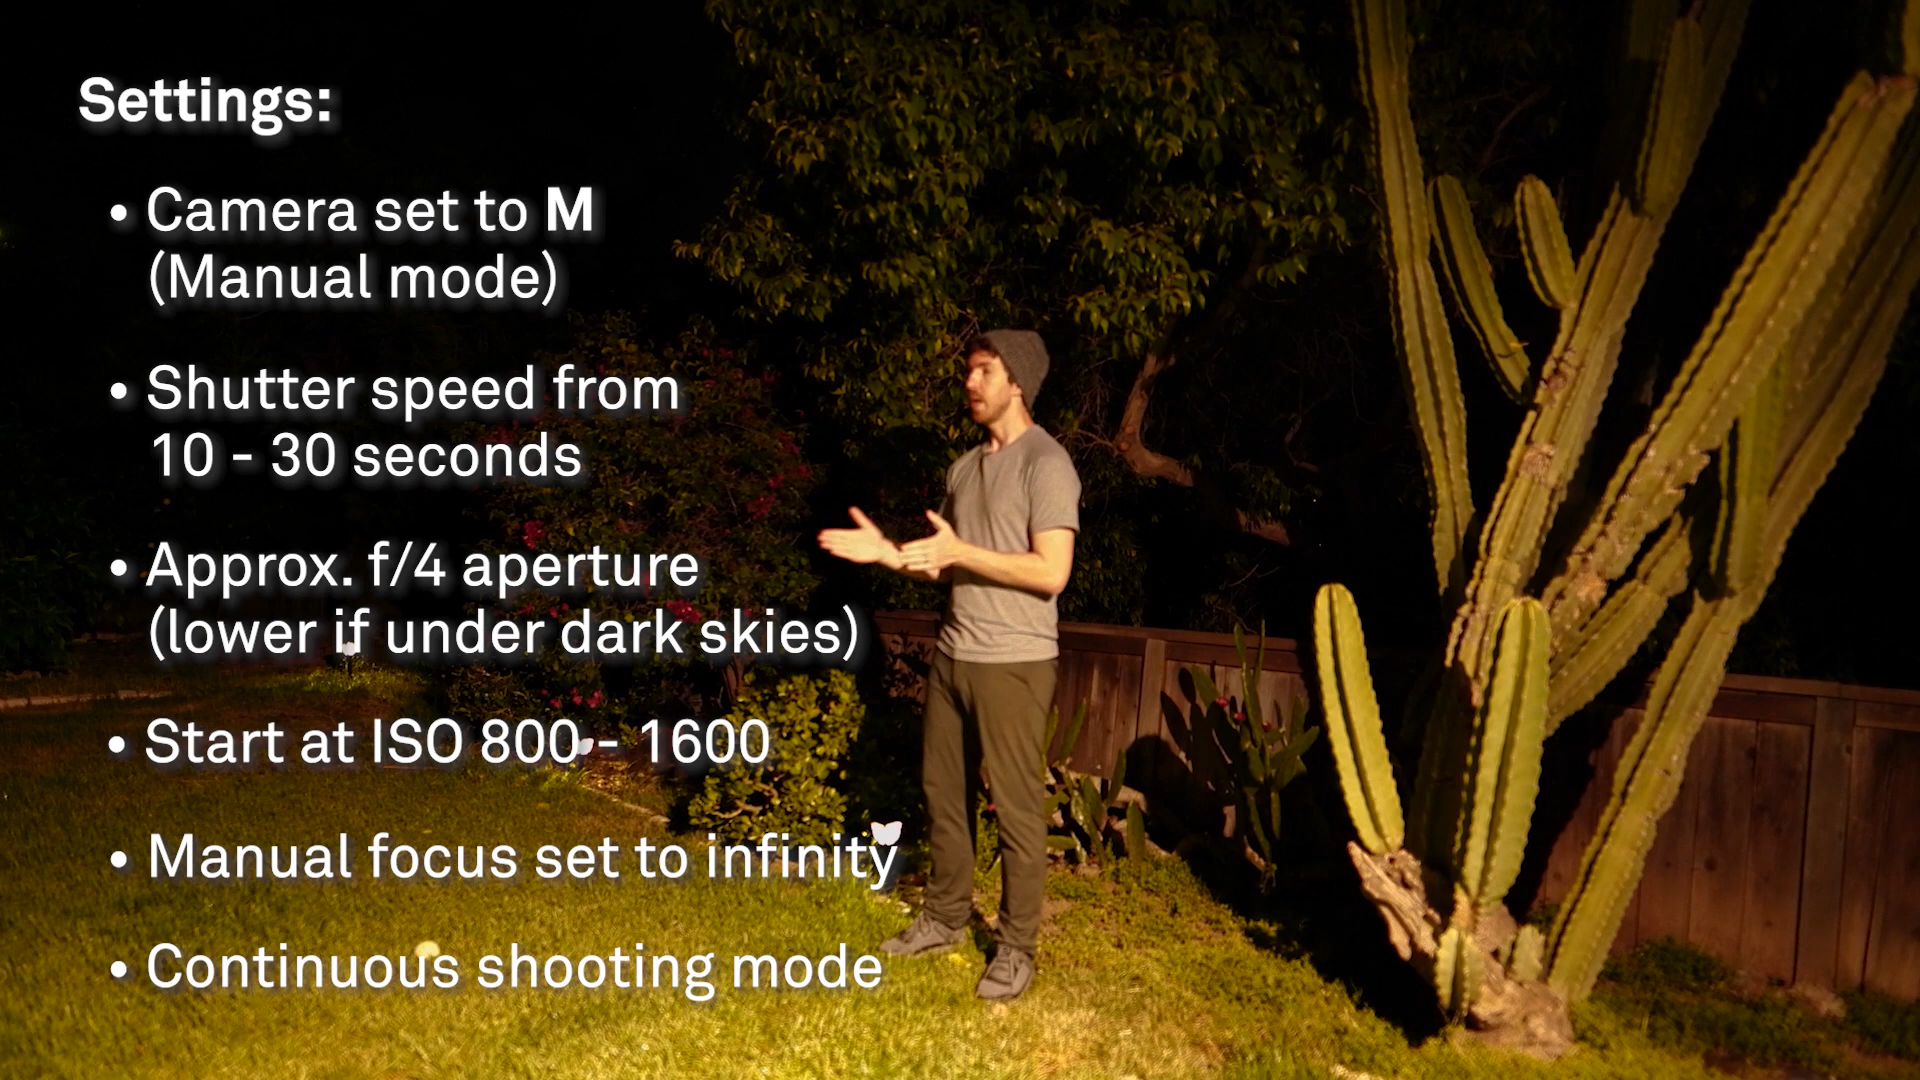 Settings:
• Camera set to M
(Manual mode)
• Shutter speed from
10 - 30 seconds
• Approx. f/4 aperture
(lower if under dark skies)
• Start at ISO 800 - 1600
• Manual focus set to infinity
• Continuous shooting mode